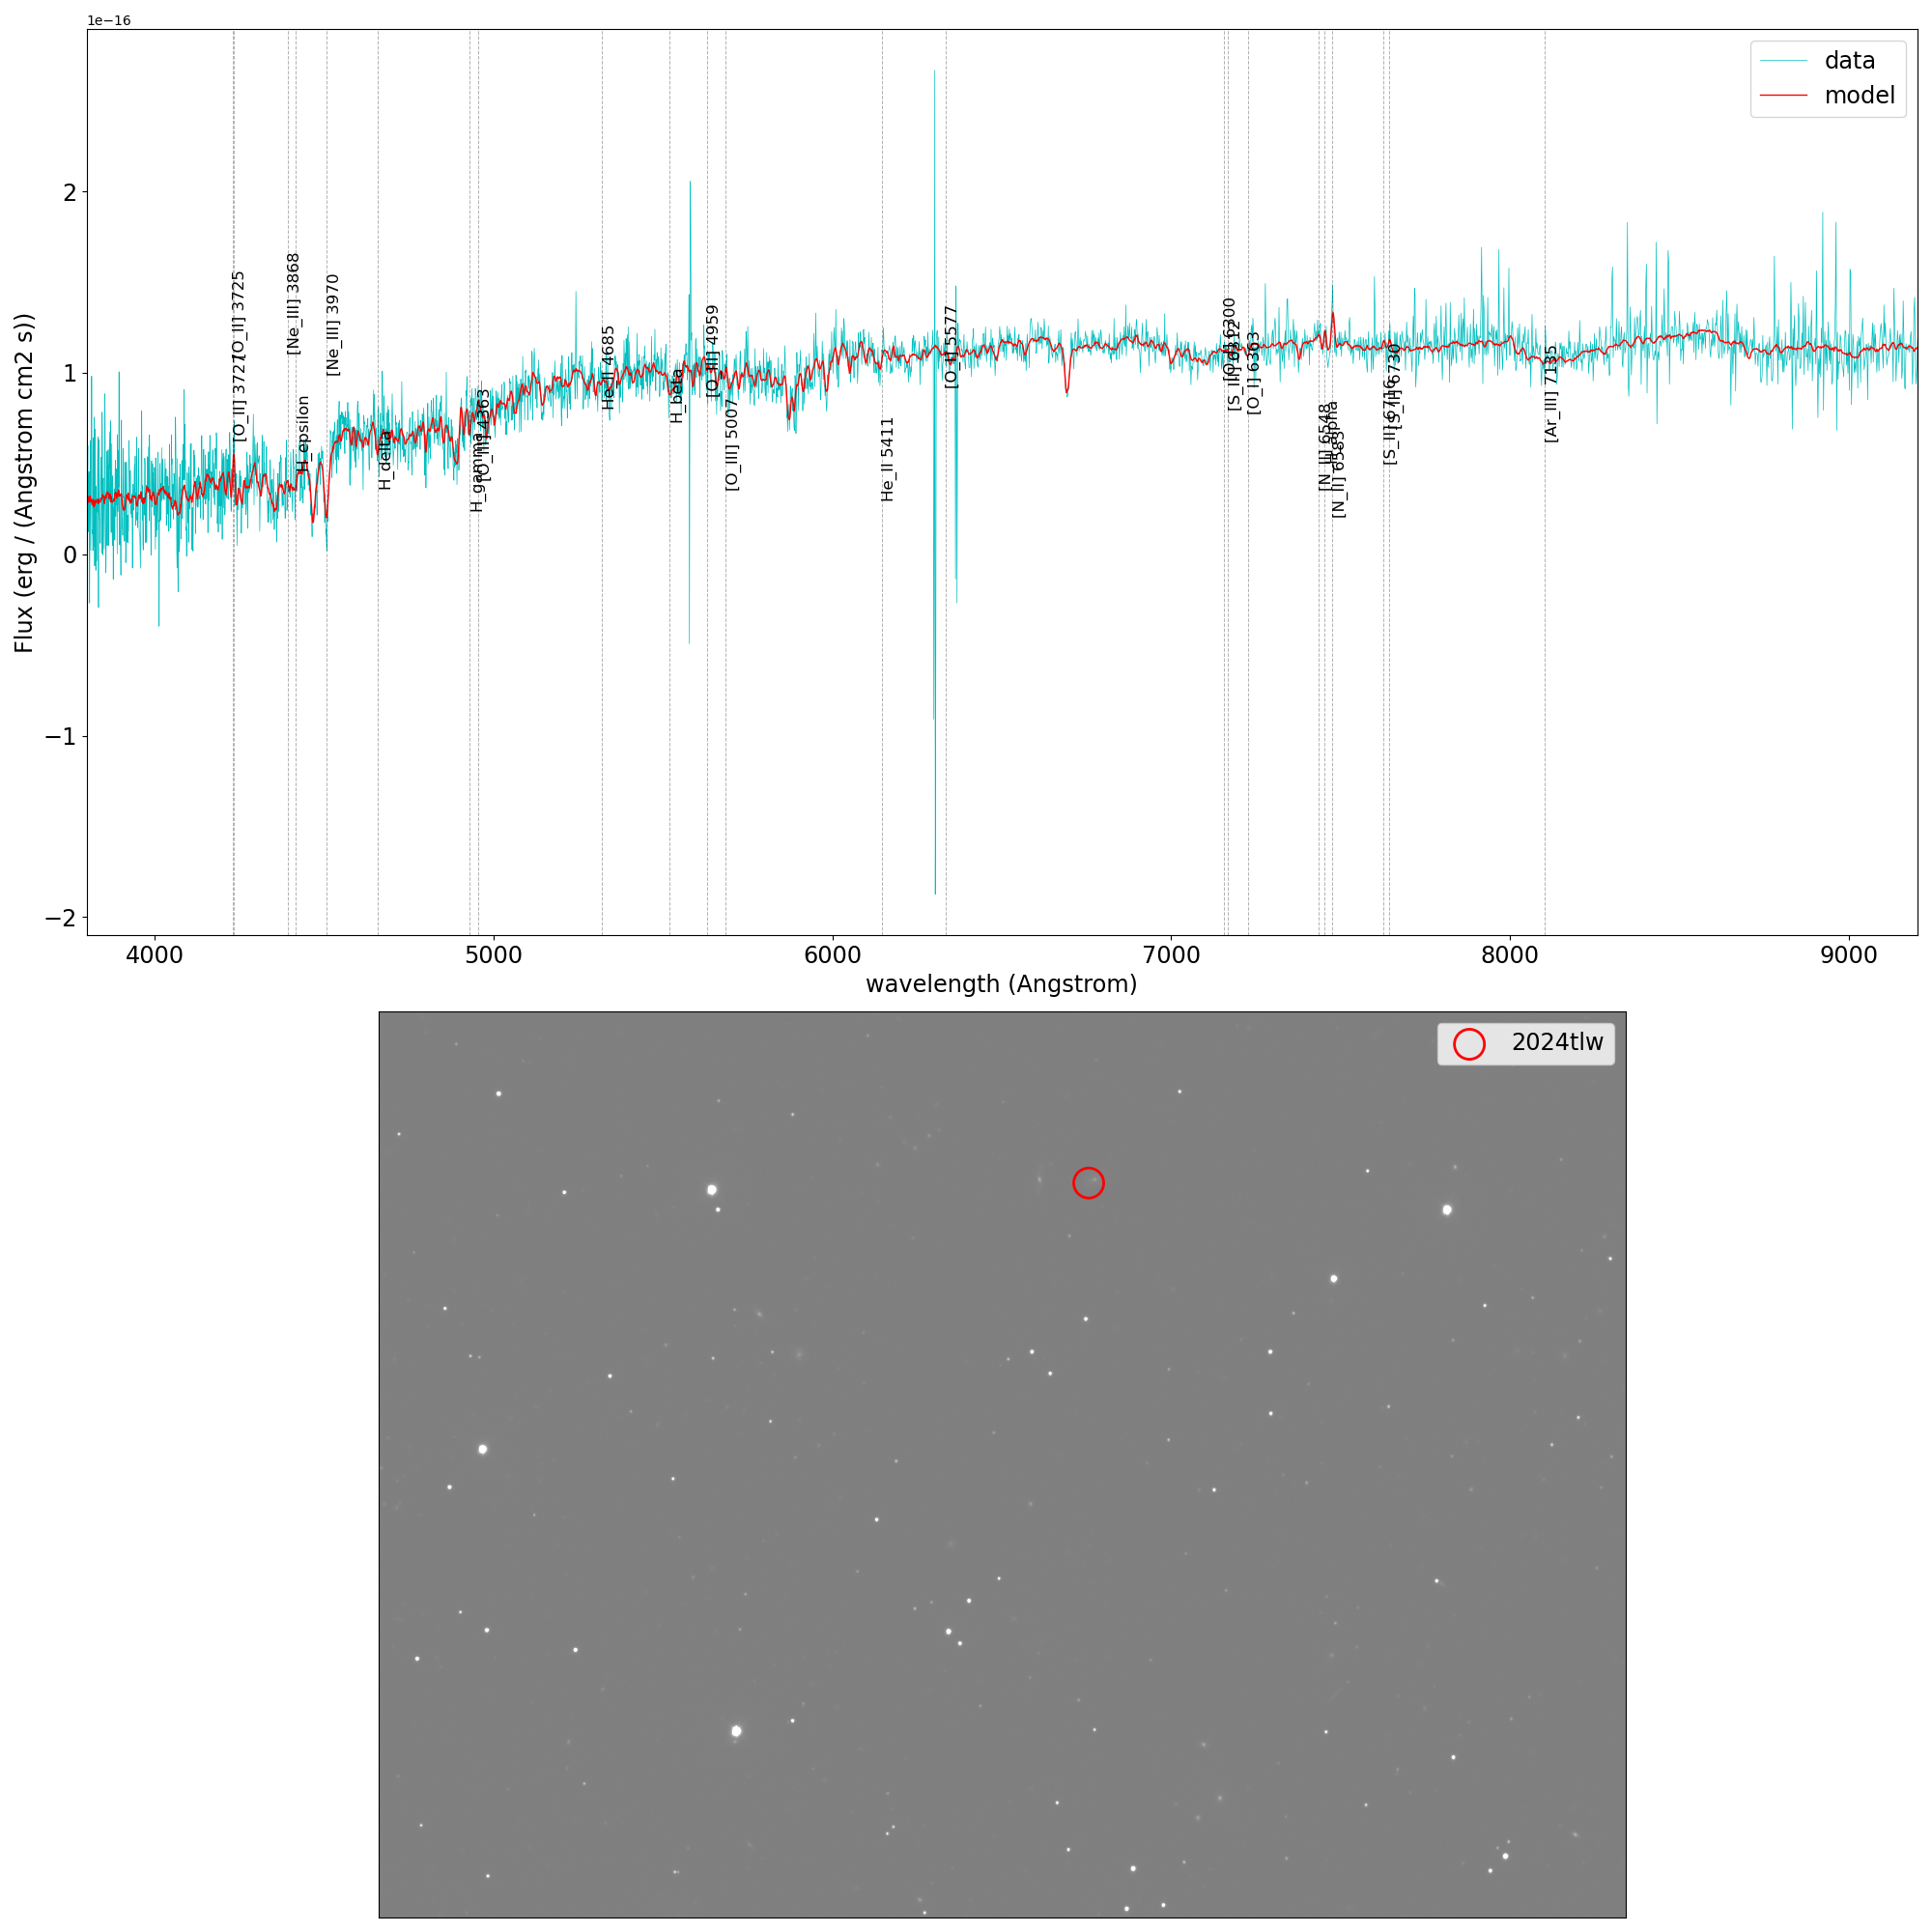 1e−16
data
model
[O_II] 3725
[O_II] 3727
[Ne_III] 3868
H_epsilon
[Ne_III] 3970
H_delta
H_gamma
[O_III] 4363
He_II 4685
H_beta
[O_III] 4959
[O_III] 5007
He_II 5411
[O_I] 5577
[O_I] 6300
[S_III] 6312
[O_I] 6363
[N_II] 6548
H_alpha
[N_II] 6583
[S_II] 6716
[S_II] 6730
[Ar_III] 7135
2
1
0
−1
−2
Flux (erg / (Angstrom cm2 s))
4000 5000 6000 7000 8000 9000
wavelength (Angstrom)
2024tlw